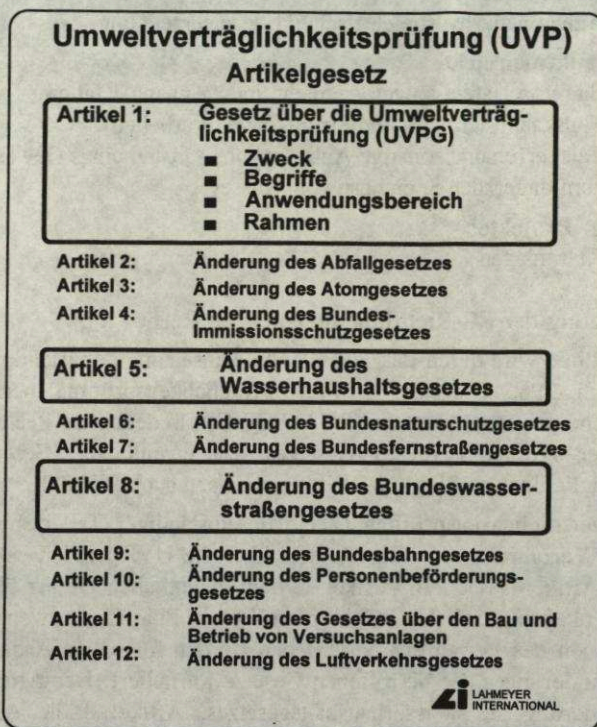 Umweltverträglichkeitsprüfung (UVP)
Artikelgesetz
Artikel 1: Gesetz über die Umweltverträg-
lichkeitsprüfung (UVPG)
■ Zweck
■ Begriffe
■ Anwendungsbereich
■ Rahmen
Artikel 2: Änderung des Abfallgesetzes
Artikel 3: Änderung des Atomgesetzes
Artikel 4: Änderung des Bundes-
Immissionsschutzgesetzes
Artikel 5: Änderung des
Wasserhaushaltsgesetzes
Artikel 6: Änderung des Bundesnaturschutzgesetzes
Artikel 7: Änderung des Bundesfernstraßengesetzes
Artikel 8: Änderung des Bundeswasser-
straßengesetzes
Artikel 9: Änderung des Bundesbahngesetzes
Artikel 10: Änderung des Personenbeförderungs-
gesetzes
Artikel 11: Änderung des Gesetzes über den Bau und
Betrieb von Versuchsanlagen
Artikel 12: Änderung des Luftverkehrsgesetzes
LAHMEYER
INTERNATIONAL